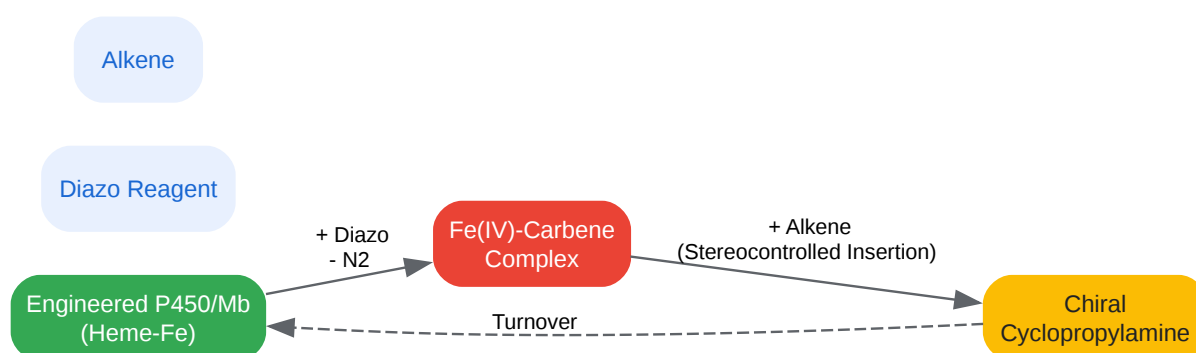 Alkene
Diazo Reagent
+ Diazo
- N2
Fe(IV)-Carbene
Complex
+ Alkene
(Stereocontrolled Insertion)
Engineered P450/Mb
(Heme-Fe)
Turnover
Chiral
Cyclopropylamine